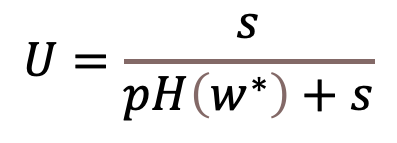 U = s / pH(w*) + s